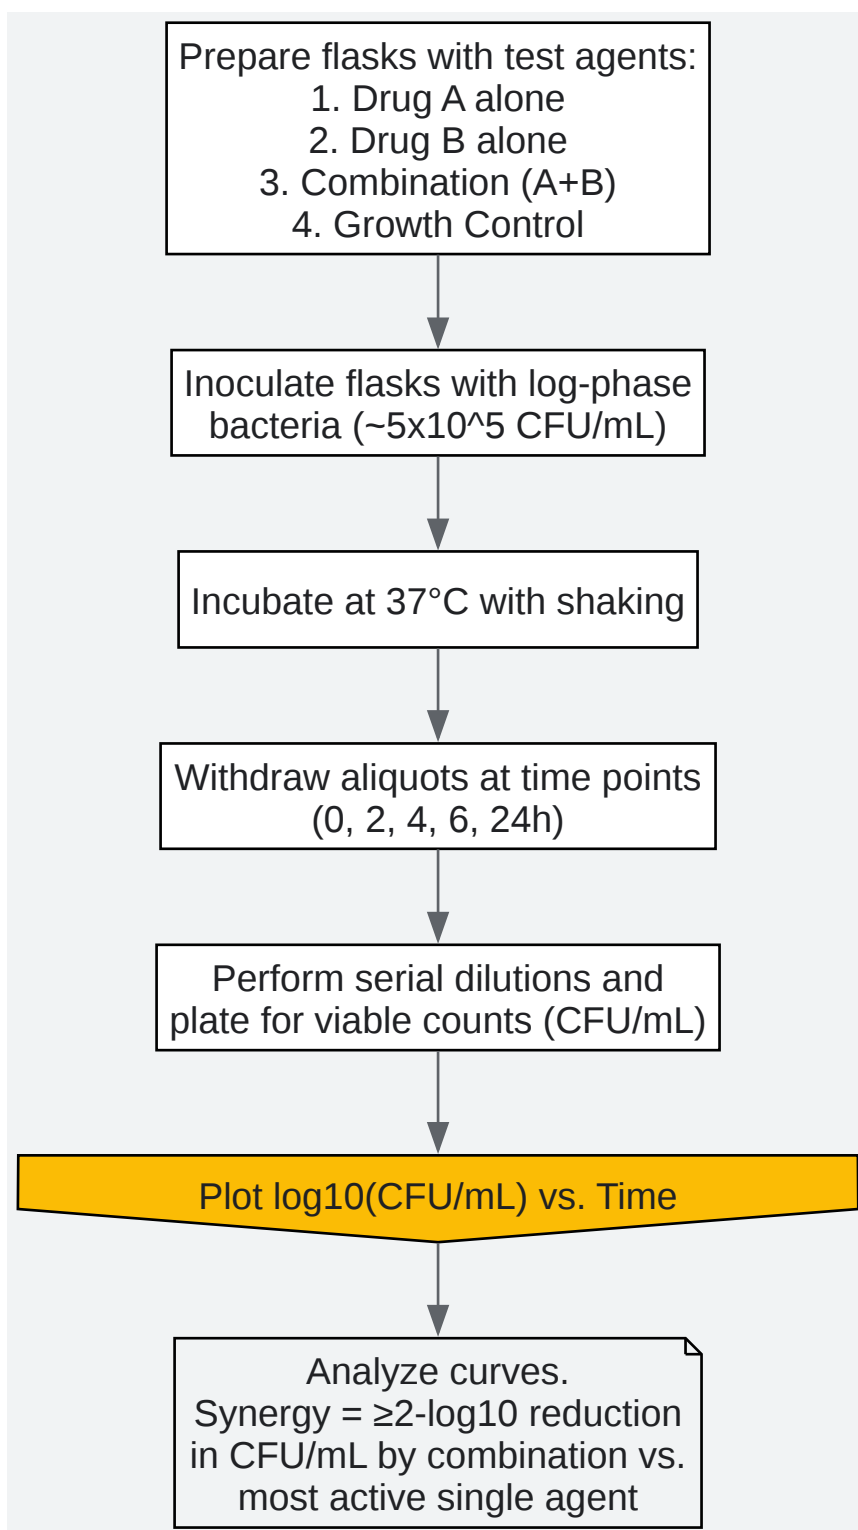 Prepare flasks with test agents:
1. Drug A alone
2. Drug B alone
3. Combination (A+B)
4. Growth Control
Inoculate flasks with log-phase
bacteria (~5x10^5 CFU/mL)
Incubate at 37°C with shaking
Withdraw aliquots at time points
(0, 2, 4, 6, 24h)
Perform serial dilutions and
plate for viable counts (CFU/mL)
Plot log10(CFU/mL) vs. Time
Analyze curves.
Synergy = ≥2-log10 reduction
in CFU/mL by combination vs.
most active single agent